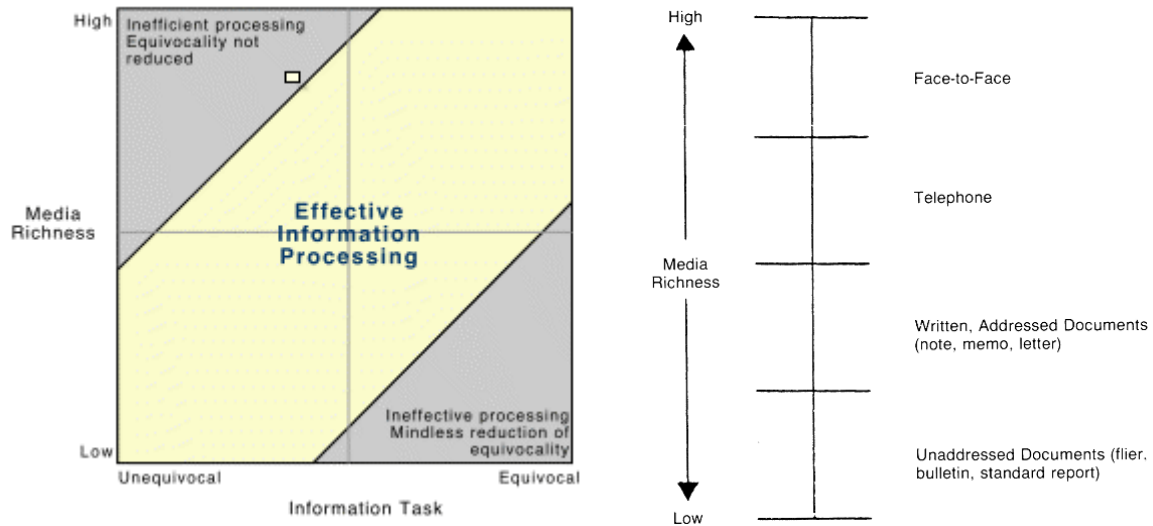 High
Inefficient processing
Equivocality not
reduced
Media
Richness
Effective
Information
Processing
Ineffective processing
Mindless reduction of
equivocality
Low
Unequivocal
Equivocal
Information Task
High
Face-to-Face
Telephone
Media
Richness
Written, Addressed Documents
(note, memo, letter)
Unaddressed Documents (flier.
bulletin, standard report)
Low